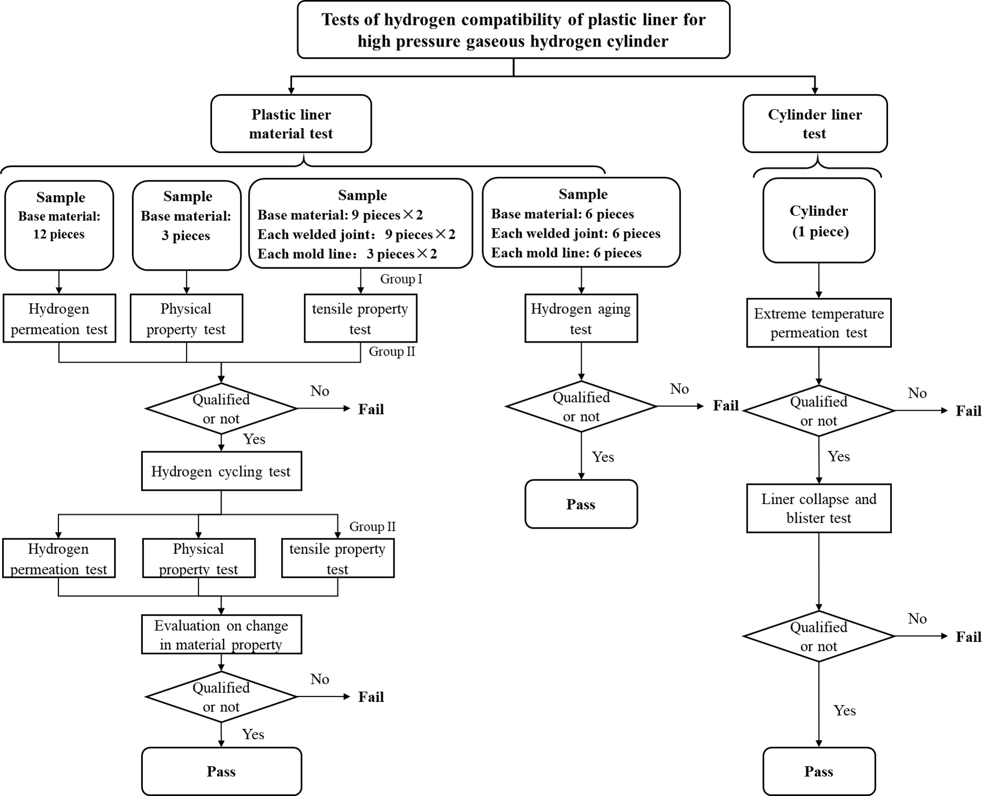 Tests of hydrogen compatibility of plastic liner for
high pressure gaseous hydrogen cylinder
Plastic liner
material test
Cylinder liner
test
Sample
Base material:
12 pieces
Sample
Base material:
3 pieces
Sample
Base material: 9 pieces×2
Each welded joint：9 pieces×2
Each mold line：3 pieces×2
Sample
Base material: 6 pieces
Each welded joint: 6 pieces
Each mold line: 6 pieces
Cylinder
(1 piece)
Group I
Hydrogen
permeation test
Physical
property test
tensile property
test
Hydrogen aging
test
Extreme temperature
permeation test
Group II
Qualified
or not
No
Fail
Yes
Qualified
or not
No
Fail
Yes
Pass
Qualified
or not
No
Fail
Yes
Hydrogen cycling test
Liner collapse and
blister test
Group II
Hydrogen
permeation test
Physical
property test
tensile property
test
Evaluation on change
in material property
Qualified
or not
No
Fail
Yes
Pass
Qualified
or not
No
Fail
Yes
Pass